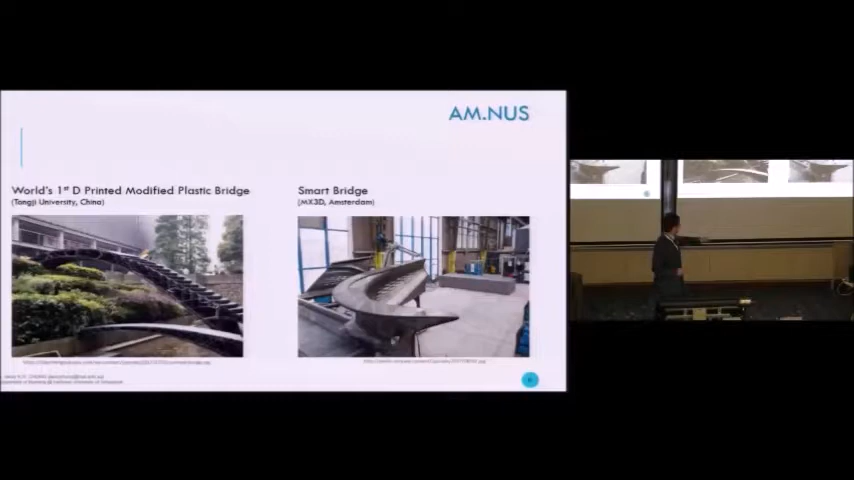 AM.NUS
World's 1st D Printed Modified Plastic Bridge
(Tongji University, China)
Smart Bridge
(MX3D, Amsterdam)